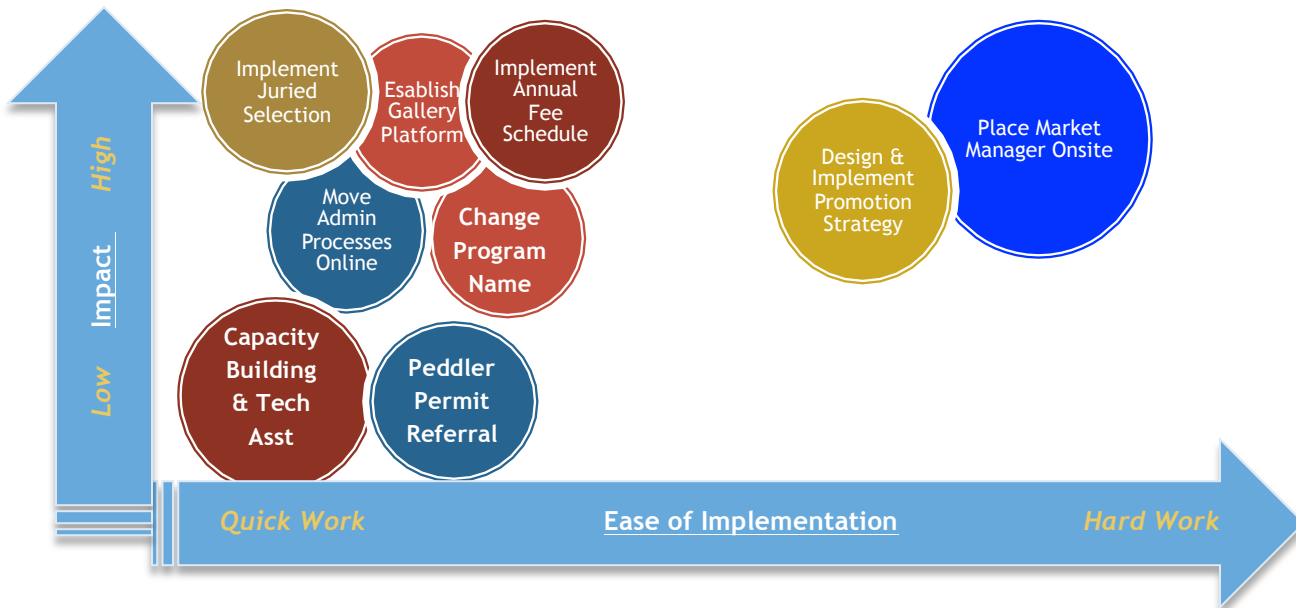 Implement
Juried
Selection
Esablish
Gallery
Platform
Implement
Annual
Fee
Schedule
Move
Admin
Processes
Online
Change
Program
Name
Capacity
Building
& Tech
Asst
Peddler
Permit
Referral
Design &
Implement
Promotion
Strategy
Place Market
Manager Onsite
Low Impact High
Quick Work Ease of Implementation Hard Work